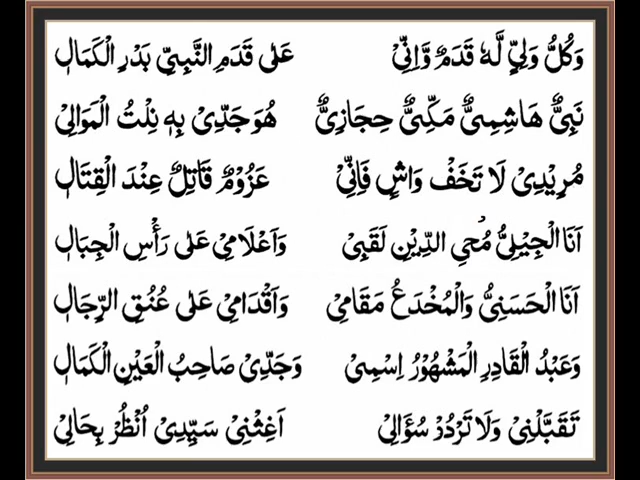 وَكُلُّ وَلِيٍّ لَّهٗ قَدَمٌ وَّاِنِّيْ عَلٰى قَدَمِ النَّبِيِّ بَدْرِ الْكَمَالٖ
نَبِيٌّ هَاشِمِيٌّ مَكِّيٌّ حِجَازِيٌّ هُوَ جَدِّيْ بِهٖ نِلْتُ الْمَوَالِيْ
مُرِيْدِيْ لَا تَخَفْ وَاشٍ فَاِنِّيْ عَزُوْمٌ قَاتِلٌ عِنْدَ الْقِتَالٖ
اَنَا الْجِيْلِيُّ مُحْيِ الدِّيْنِ لَقَبِيْ وَاَعْلَامِيْ عَلٰى رَأْسِ الْجِبَالٖ
اَنَا الْحَسَنِيُّ وَالْمُخْدَعُ مَقَامِيْ وَاَقْدَامِيْ عَلٰى عُنُقِ الرِّجَالٖ
وَعَبْدُ الْقَادِرِ الْمَشْهُوْرُ اِسْمِيْ وَجَدِّيْ صَاحِبُ الْعَيْنِ الْكَمَالٖ
تَقَبَّلْنِيْ وَلَا تَرْدُدْ سُؤَالِيْ اَغِثْنِيْ سَيِّدِيْ اُنْظُرْ بِحَالِيْ